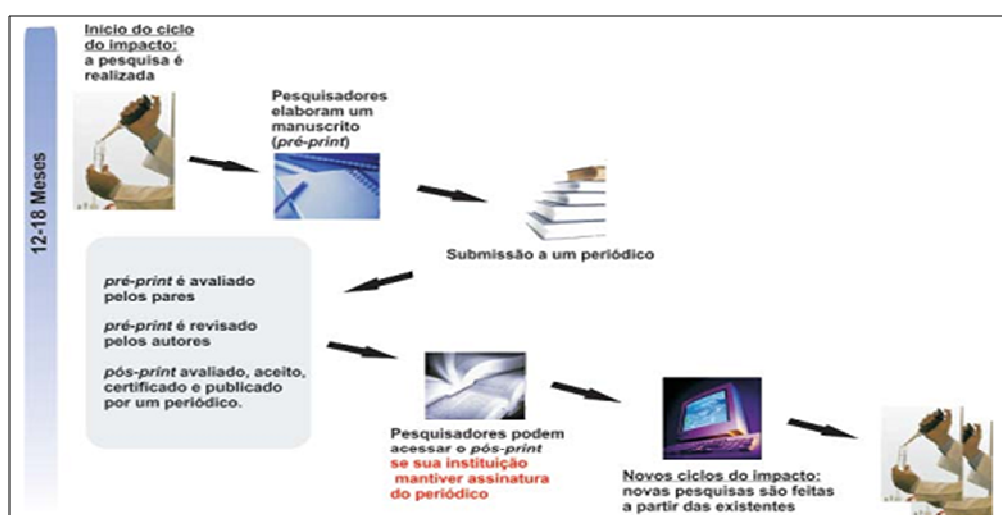 Início do ciclo
do impacto:
a pesquisa é
realizada
Pesquisadores
elaboram um
manuscrito
(pré-print)
12-18 Meses
Submissão a um periódico
pré-print é avaliado
pelos pares
pré-print é revisado
pelos autores
pós-print avaliado, aceito,
certificado e publicado
por um periódico.
Pesquisadores podem
acessar o pós-print
se sua instituição
mantiver assinatura
do periódico
Novos ciclos do impacto:
novas pesquisas são feitas
a partir das existentes